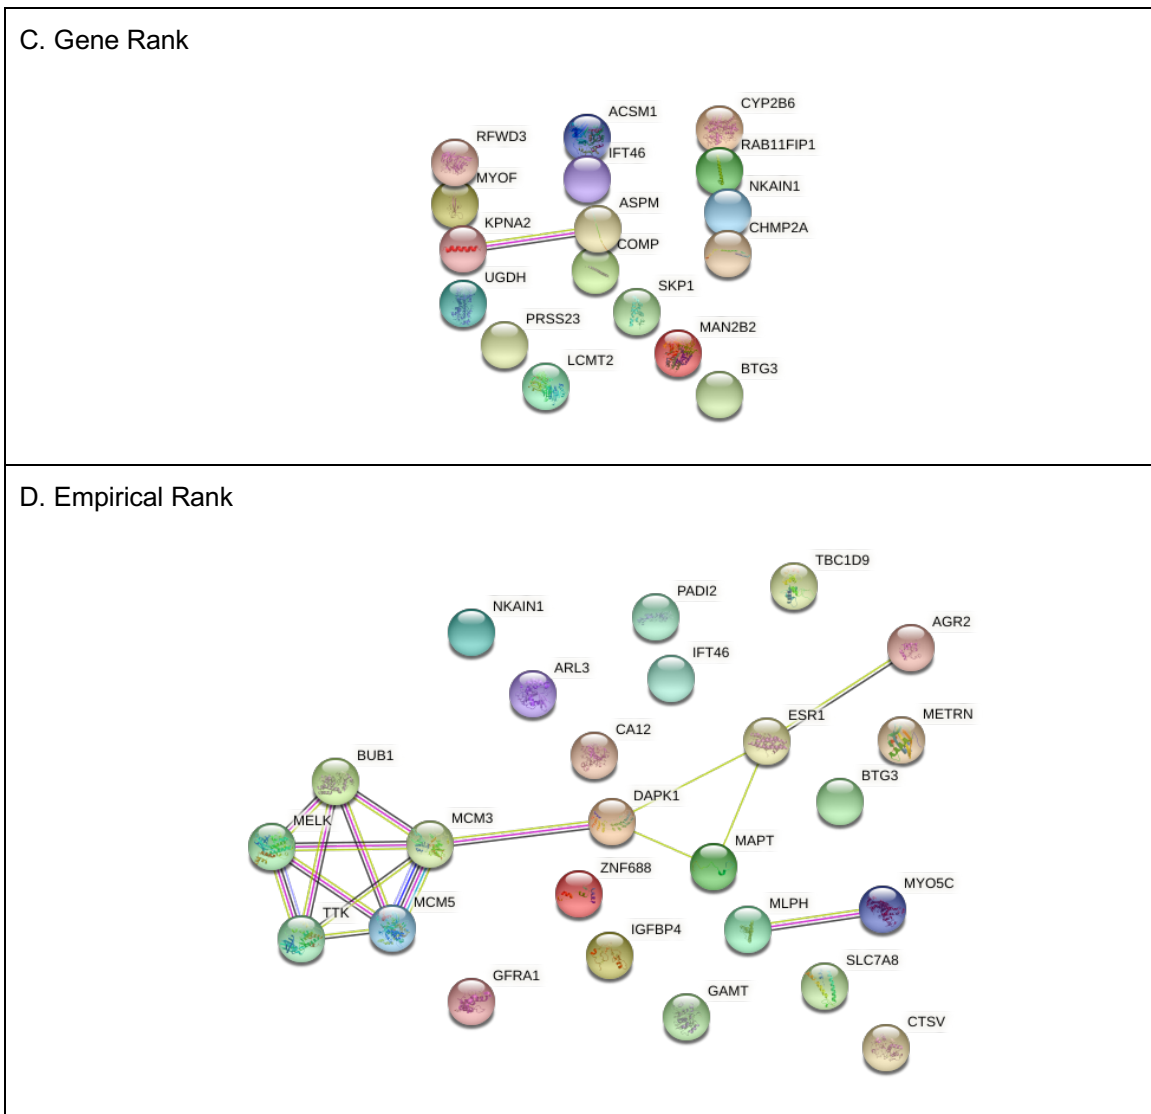 C. Gene Rank
CYP2B6
ACSM1
RFWD3
RAB11FIP1
IFT46
MYOF
NKAIN1
ASPM
KPNA2
CHMP2A
COMP
UGDH
SKP1
PRSS23
MAN2B2
LCMT2
BTG3
D. Empirical Rank
TBC1D9
PADI2
NKAIN1
AGR2
IFT46
ARL3
ESR1
METRN
CA12
BUB1
BTG3
DAPK1
MCM3
MELK
MAPT
ZNF688
MYO5C
MLPH
MCM5
TTK
IGFBP4
SLC7A8
GFRA1
GAMT
CTSV